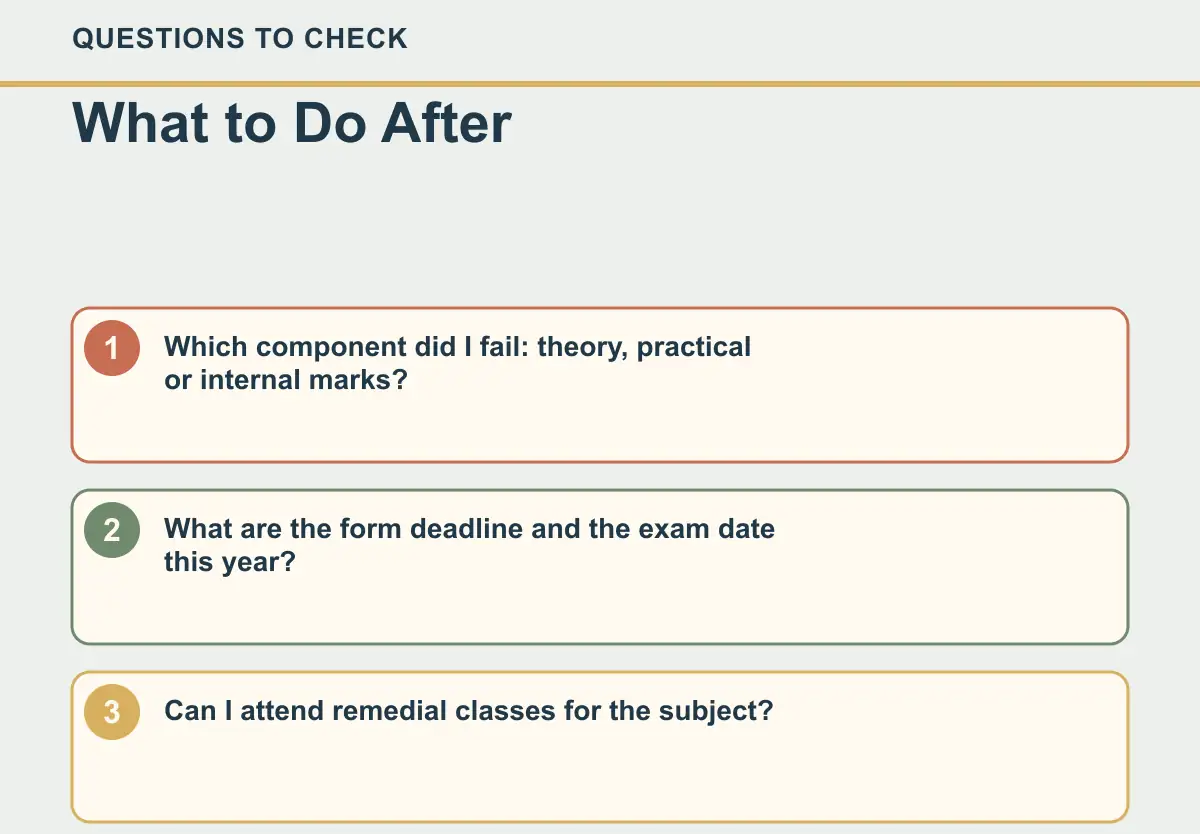 QUESTIONS TO CHECK
What to Do After
1
Which component did I fail: theory, practical
or internal marks?
2
What are the form deadline and the exam date
this year?
3
Can I attend remedial classes for the subject?